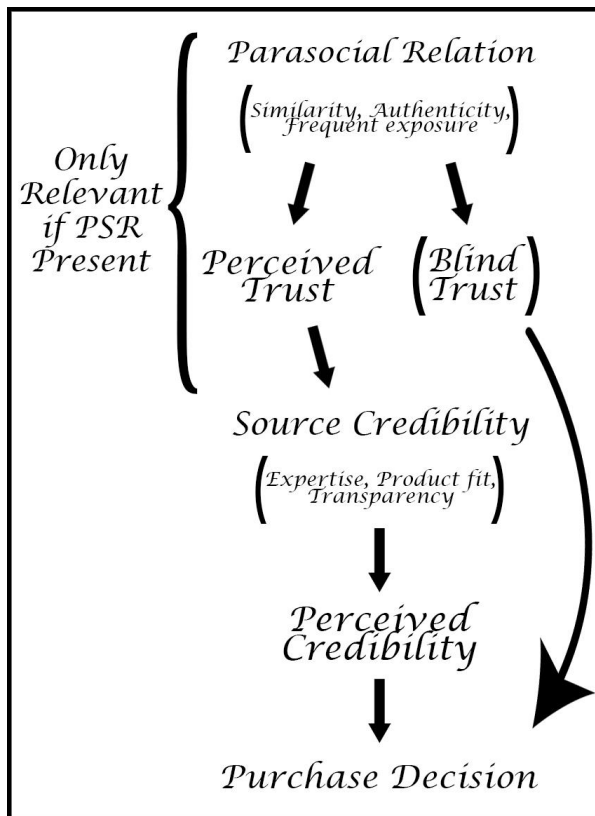 Parasocial Relation
(Similarity, Authenticity,
Frequent exposure)
Only
Relevant
if PSR
Present
Perceived
Trust
(Blind
Trust)
Source Credibility
(Expertise, Product fit,
Transparency)
Perceived
Credibility
Purchase Decision